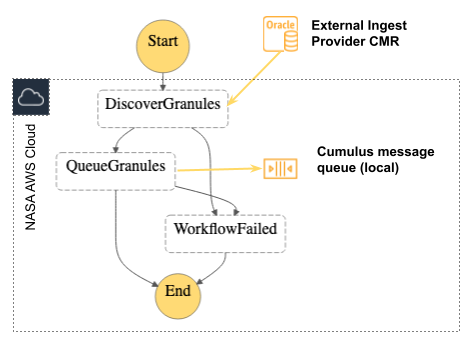 Start
Oracle
External Ingest
Provider CMR
DiscoverGranules
QueueGranules
Cumulus message
queue (local)
WorkflowFailed
End
NASA AWS Cloud